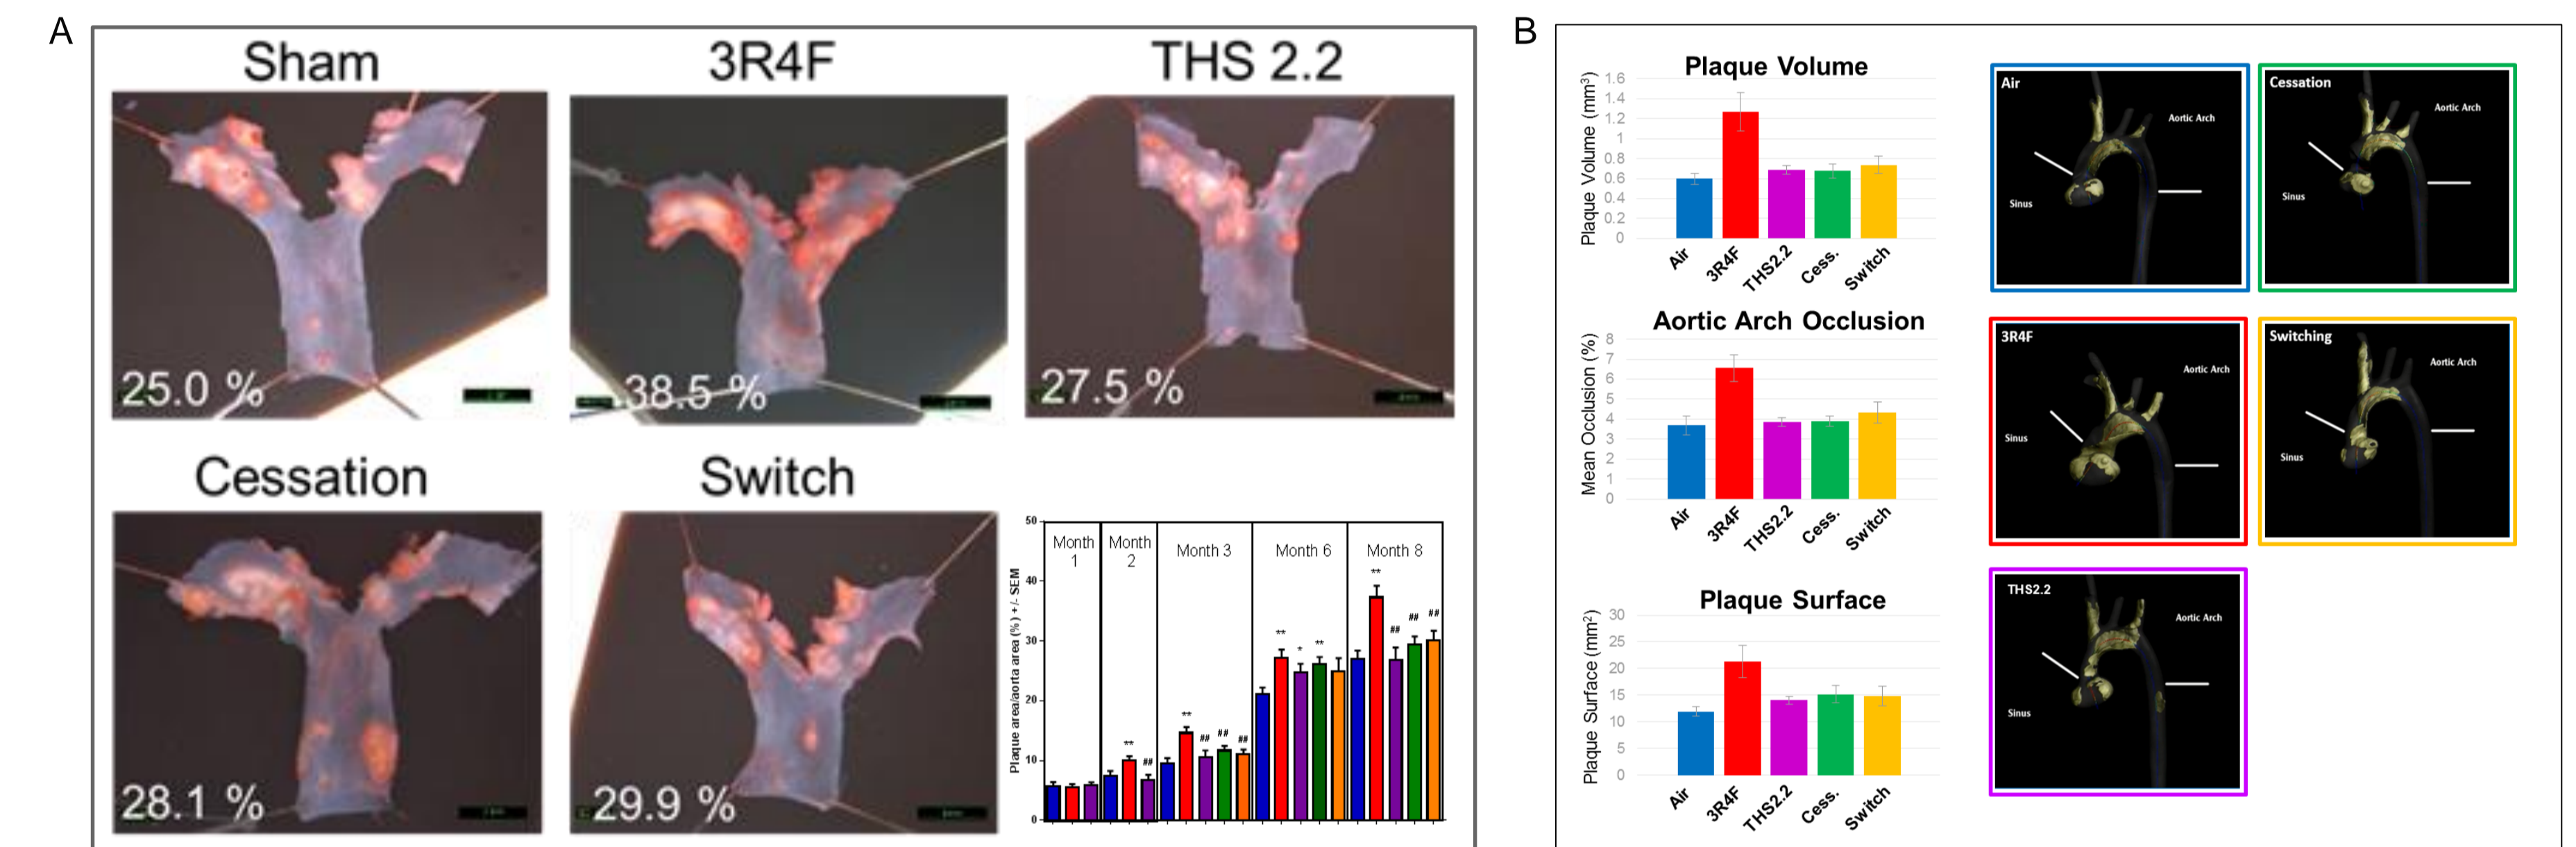 A
Sham
3R4F
THS 2.2
25.0 %
38.5 %
27.5 %
Cessation
Switch
28.1 %
29.9 %
Plaque area/aorta area (%) +/- SEM
50
40
30
20
10
0
Month 1
Month 2
Month 3
Month 6
Month 8
**
##
**
##
##
##
**
*
**
**
##
##
##
B
Plaque Volume
Plaque Volume (mm³)
1.6
1.4
1.2
1
0.8
0.6
0.4
0.2
0
Air
3R4F
THS2.2
Cess.
Switch
Aortic Arch Occlusion
Mean Occlusion (%)
8
7
6
5
4
3
2
1
0
Air
3R4F
THS2.2
Cess.
Switch
Plaque Surface
Plaque Surface (mm²)
30
25
20
15
10
5
0
Air
3R4F
THS2.2
Cess.
Switch
Air
Aortic Arch
Sinus
Cessation
Aortic Arch
Sinus
3R4F
Aortic Arch
Sinus
Switching
Aortic Arch
Sinus
THS2.2
Aortic Arch
Sinus